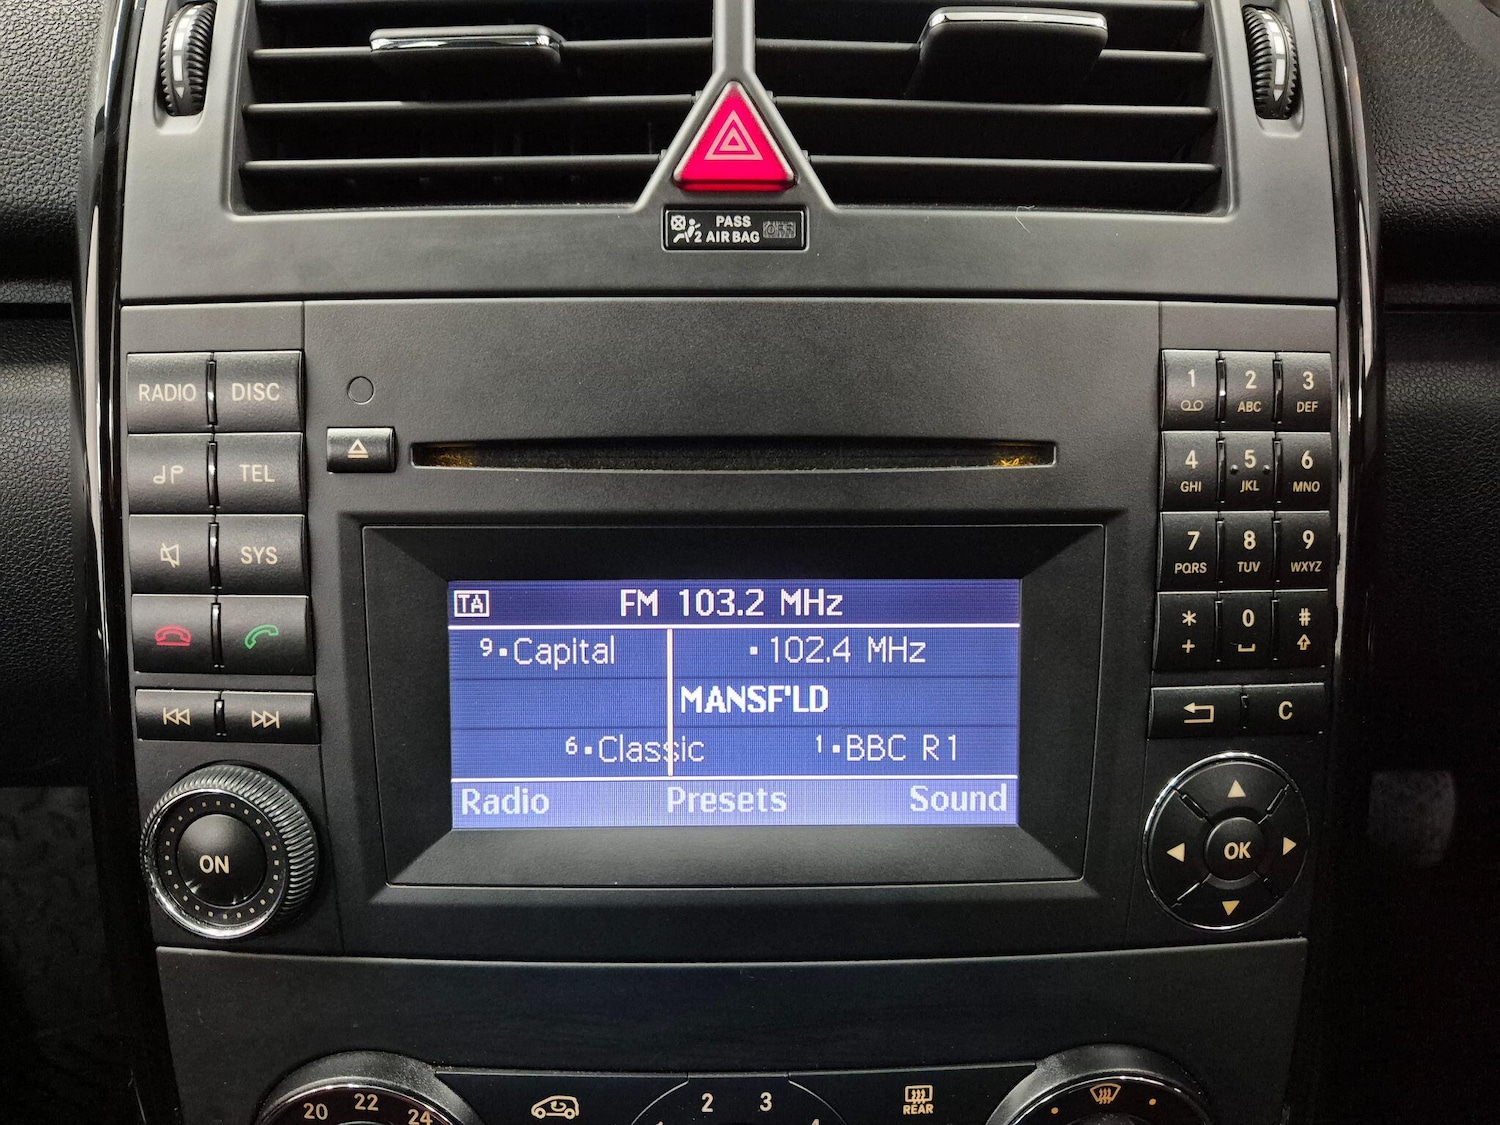 PASS
2 AIR BAG
RADIO DISC
TEL
SYS
ON
TA FM 103.2 MHz
9 Capital 102.4 MHz
MANSF'LD
6 Classic 1 BBC R1
Radio Presets Sound
1 2 3
ABC DEF
4 5 6
GHI JKL MNO
7 8 9
PQRS TUV WXYZ
* 0 #
+
C
OK
20 22 24
2 3
REAR